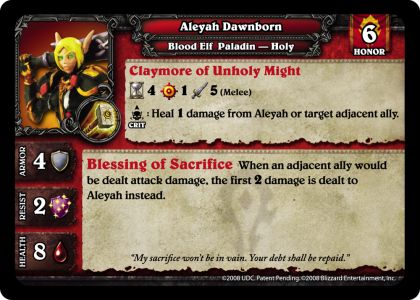 Aleyah Dawnborn
Blood Elf Paladin — Holy
6
HONOR
Claymore of Unholy Might
4 1 5 (Melee)
CRIT : Heal 1 damage from Aleyah or target adjacent ally.
ARMOR 4
RESIST 2
HEALTH 8
Blessing of Sacrifice When an adjacent ally would
be dealt attack damage, the first 2 damage is dealt to
Aleyah instead.
"My sacrifice won't be in vain. Your debt shall be repaid."
©2008 UDC. Patent Pending. ©2008 Blizzard Entertainment, Inc.